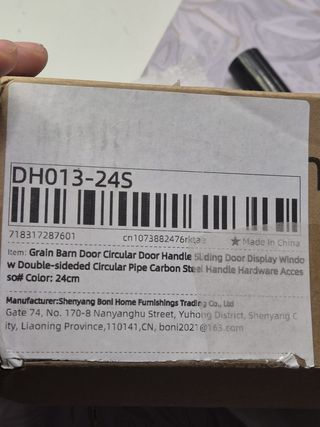 DH013-24S
718317287601 cn1073882476rktae ★ Made in China
Item: Grain Barn Door Circular Door Handle Sliding Door Display Windo
w Double-sideded Circular Pipe Carbon Steel Handle Hardware Acces
so# Color: 24cm
Manufacturer:Shenyang Boni Home Furnishings Trading Co., Ltd
Gate 74, No. 170-8 Nanyanghu Street, Yuhong District, Shenyang C
ity, Liaoning Province,110141,CN, boni2021@163.com